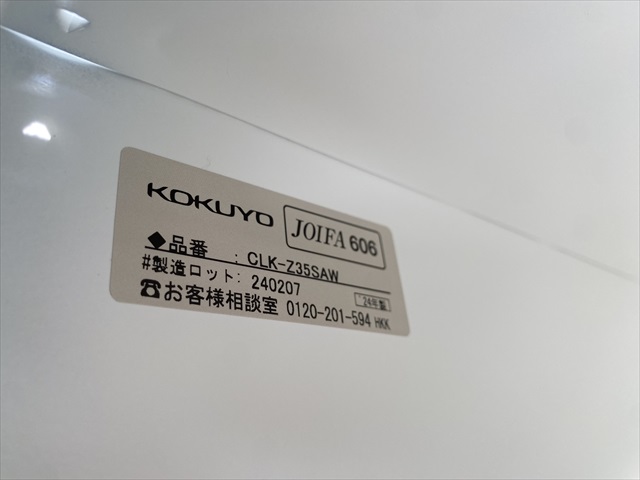 KOKUYO JOIFA 606
◆品番 : CLK-Z35SAW
#製造ロット: 240207 '24年製
☎お客様相談室 0120-201-594 HKK